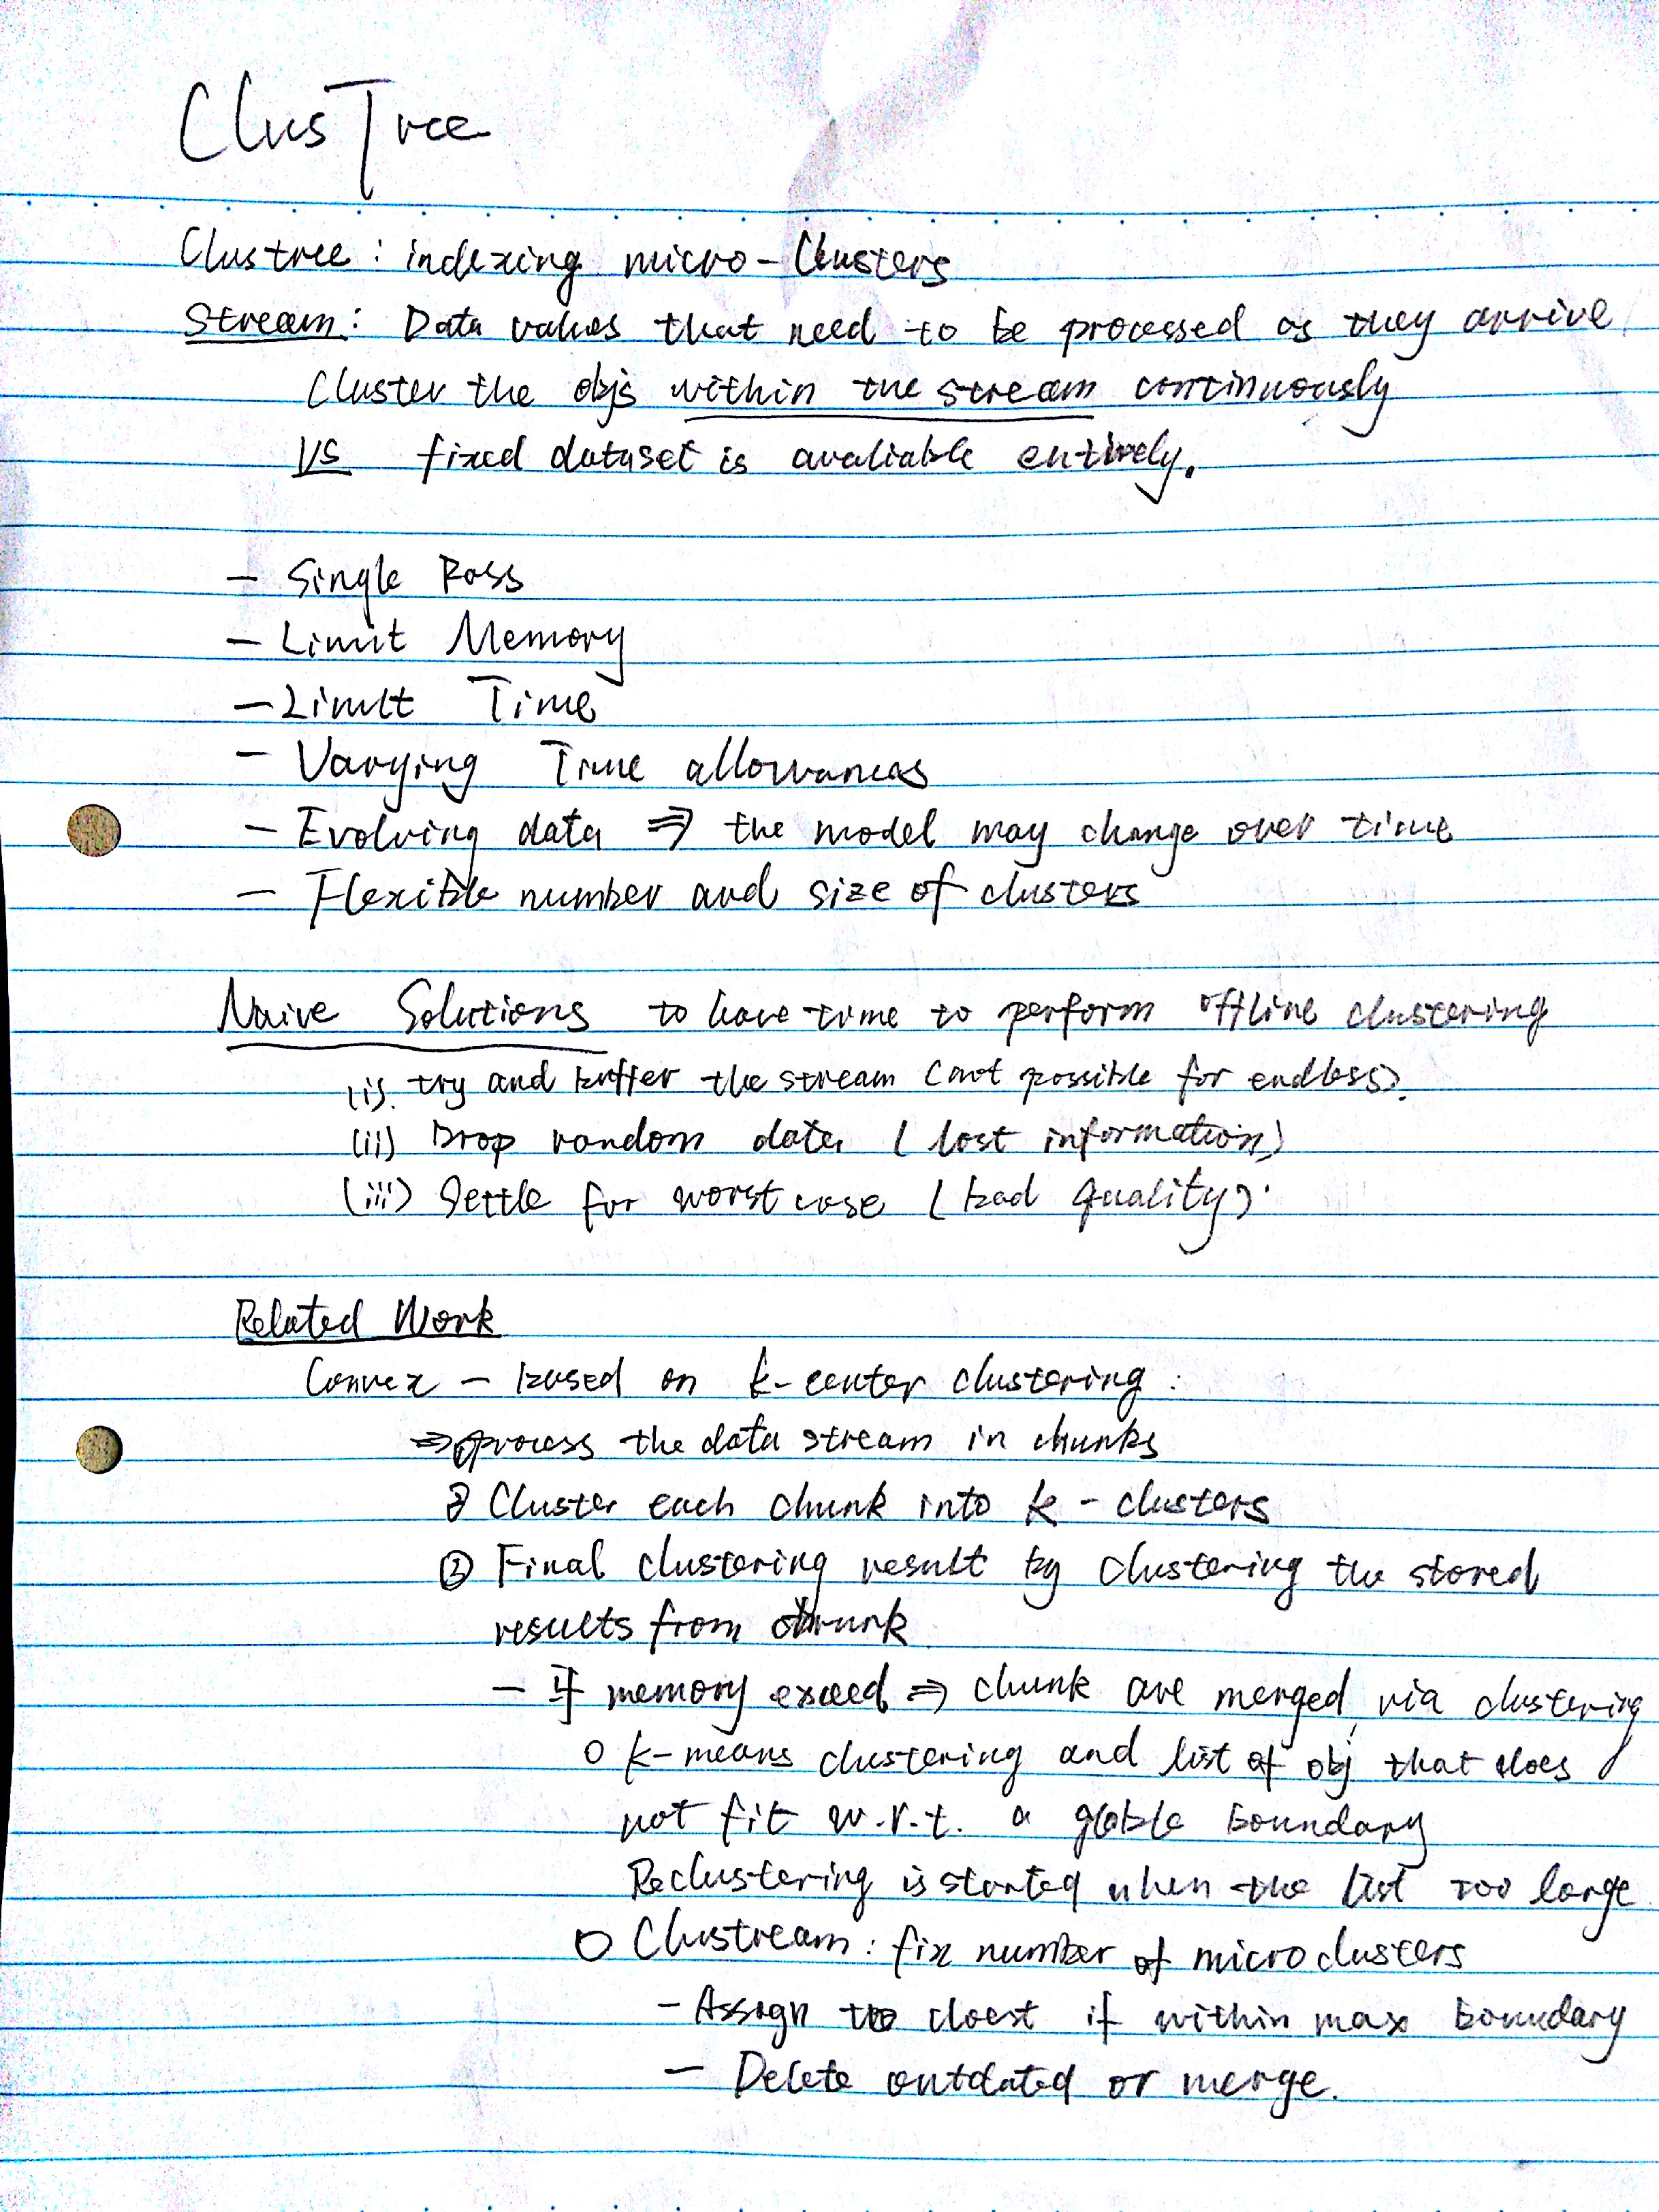 ClusTree
Clustree : indexing micro-Clusters
Stream : Data values that need to be processed as they arrive
Cluster the objs within the stream continuously
VS fixed dataset is avaliable entirely.
- Single Pass
- Limit Memory
- Limit Time
- Varying Time allowances
- Evolving data ⇒ the model may change over time
- Flexible number and size of clusters
Naive Solutions to have time to perform offline clustering
(i). try and buffer the stream (not possible for endless).
(ii) Drop random data (lost information)
(iii) Settle for worst case (bad quality).
Related Work
Convex - based on k-center clustering :
⇒ ① process the data stream in chunks
② Cluster each chunk into k - clusters
③ Final clustering result by clustering the stored
results from chunk
- if memory exceed ⇒ chunk are merged via clustering
○ k-means clustering and list of obj that does
not fit w.r.t. a globle boundary
Reclustering is started when the list too large
○ Clustream : fix number of micro clusters
- Assign to cloest if within max boundary
- Delete outdated or merge.